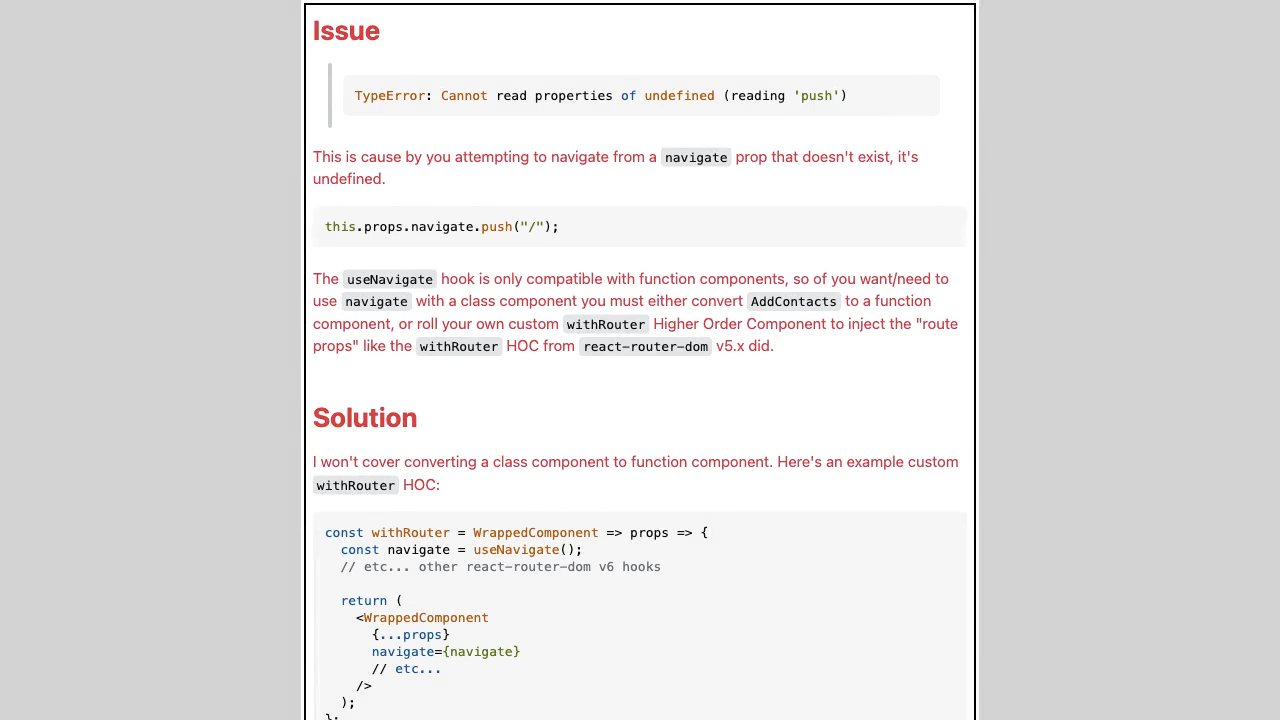 Issue
TypeError: Cannot read properties of undefined (reading 'push')
This is cause by you attempting to navigate from a navigate prop that doesn't exist, it's
undefined.
this.props.navigate.push("/");
The useNavigate hook is only compatible with function components, so of you want/need to
use navigate with a class component you must either convert AddContacts to a function
component, or roll your own custom withRouter Higher Order Component to inject the "route
props" like the withRouter HOC from react-router-dom v5.x did.
Solution
I won't cover converting a class component to function component. Here's an example custom
withRouter HOC:
const withRouter = WrappedComponent => props => {
  const navigate = useNavigate();
  // etc... other react-router-dom v6 hooks
  return (
    <WrappedComponent
      {...props}
      navigate={navigate}
      // etc...
    />
  );
};